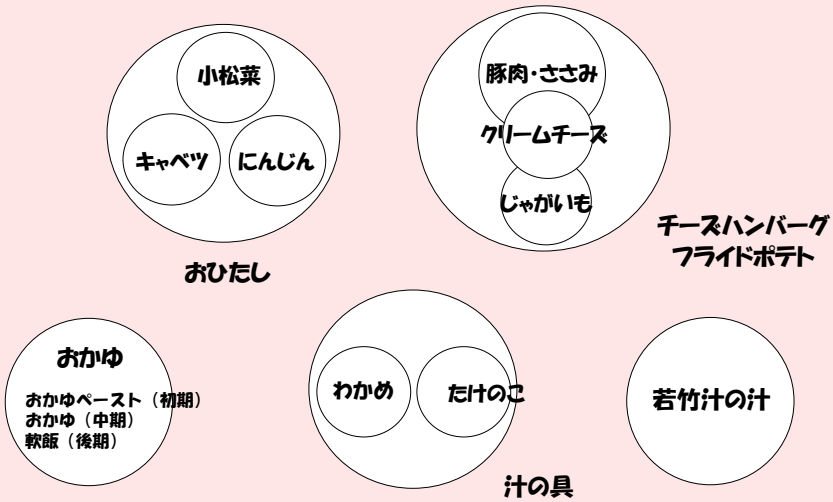 小松菜
キャベツ
にんじん
おひたし
豚肉・ささみ
クリームチーズ
じゃがいも
チーズハンバーグ
フライドポテト
おかゆ
おかゆペースト（初期）
おかゆ（中期）
軟飯（後期）
わかめ
たけのこ
汁の具
若竹汁の汁